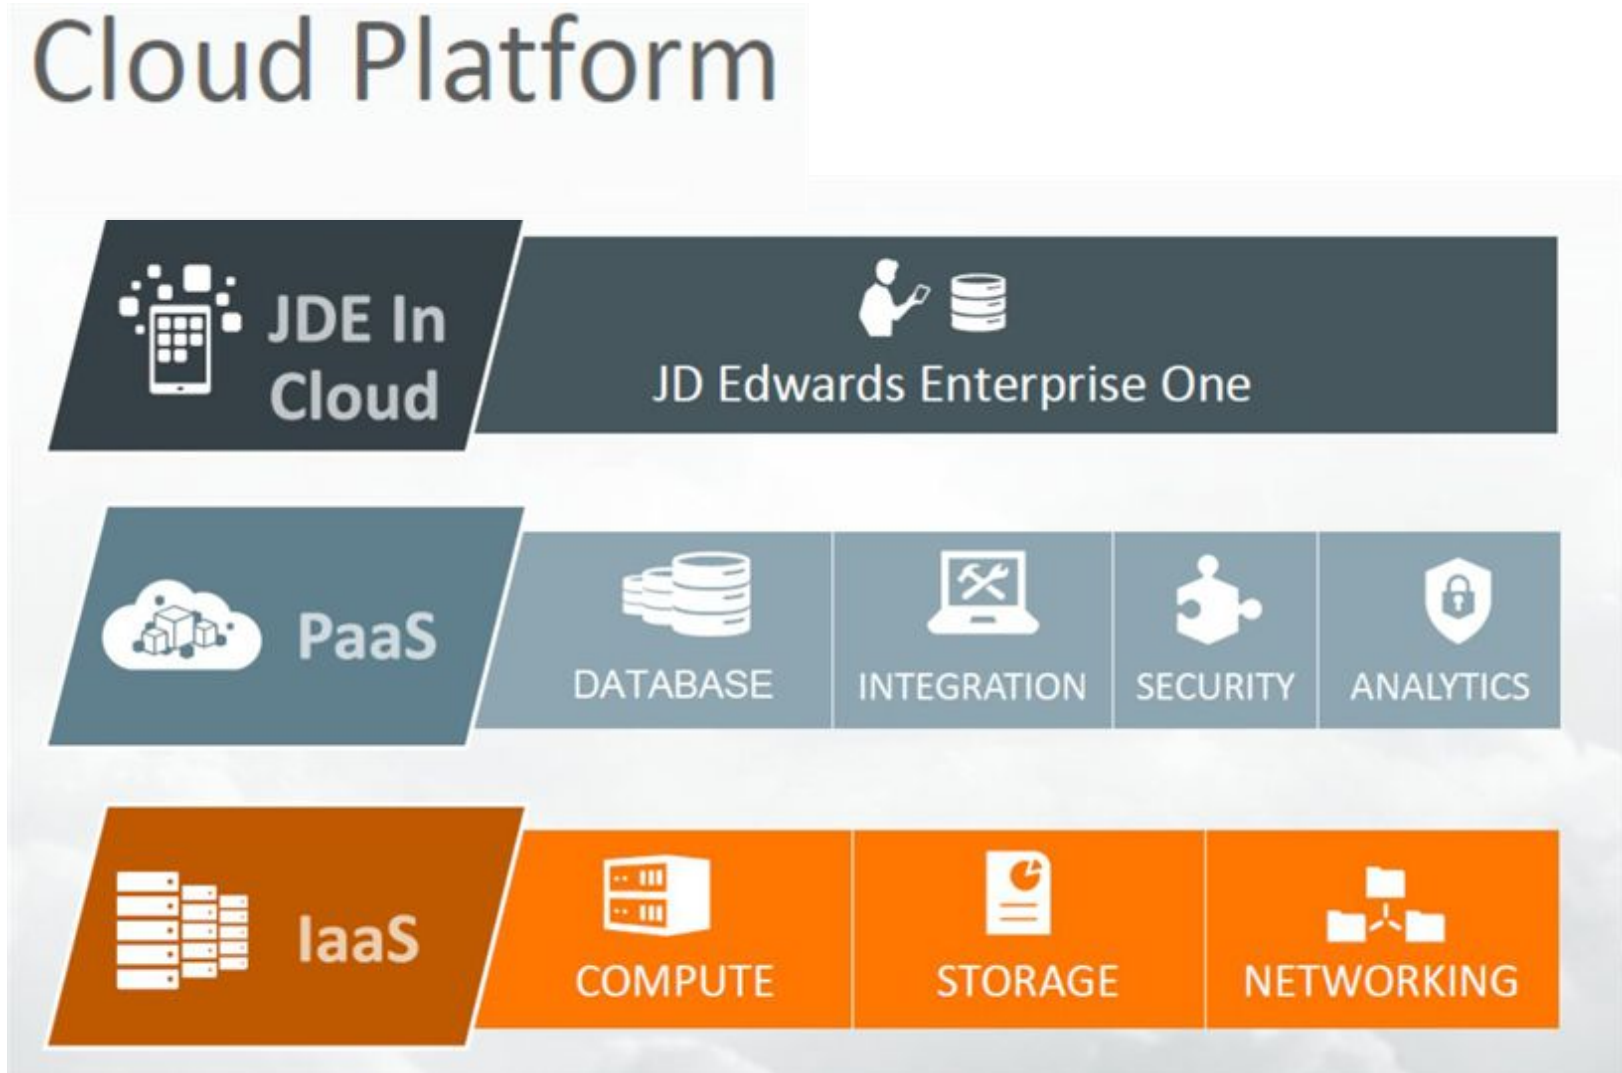 Cloud Platform
JDE In
Cloud
JD Edwards Enterprise One
PaaS
DATABASE
INTEGRATION
SECURITY
ANALYTICS
IaaS
COMPUTE
STORAGE
NETWORKING